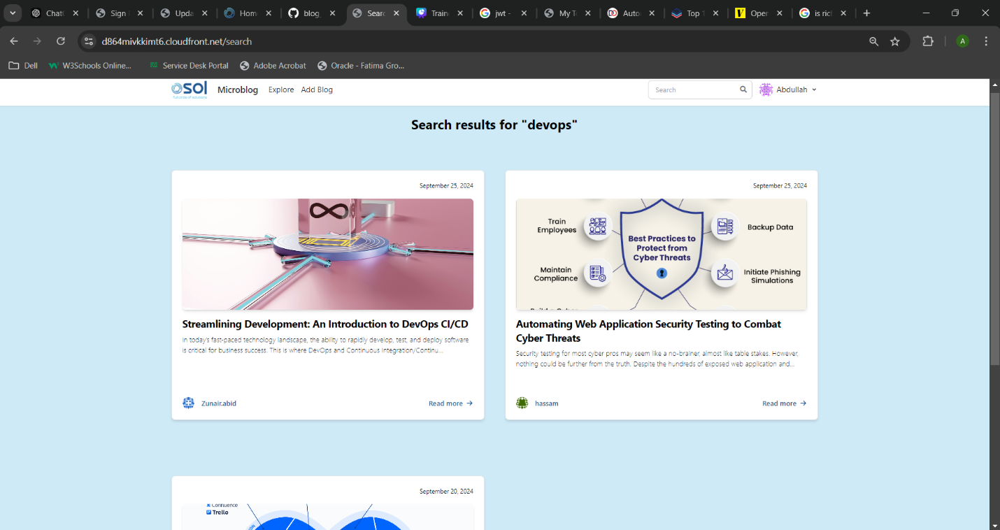 Chat
Sign
Upda
Hom
blog_
Sear
Train
jwt -
My T
Auto
Top
Oper
is ric
d864mivkkimt6.cloudfront.net/search
A
Dell
W3Schools Online...
Service Desk Portal
Adobe Acrobat
Oracle - Fatima Gro...
OSOl
Microblog
Explore
Add Blog
Search
Abdullah
Search results for "devops"
September 25, 2024
Streamlining Development: An Introduction to DevOps CI/CD
In today's fast-paced technology landscape, the ability to rapidly develop, test, and deploy software
is critical for business success. This is where DevOps and Continuous Integration/Continu...
Zunair.abid
Read more →
September 25, 2024
Train
Employees
Backup Data
Best Practices to
Protect from
Cyber Threats
Maintain
Compliance
Initiate Phishing
Simulations
Automating Web Application Security Testing to Combat
Cyber Threats
Security testing for most cyber pros may seem like a no-brainer, almost like table stakes. However,
nothing could be further from the truth. Despite the hundreds of exposed web application and...
hassam
Read more →
September 20, 2024
Confluence
Trello